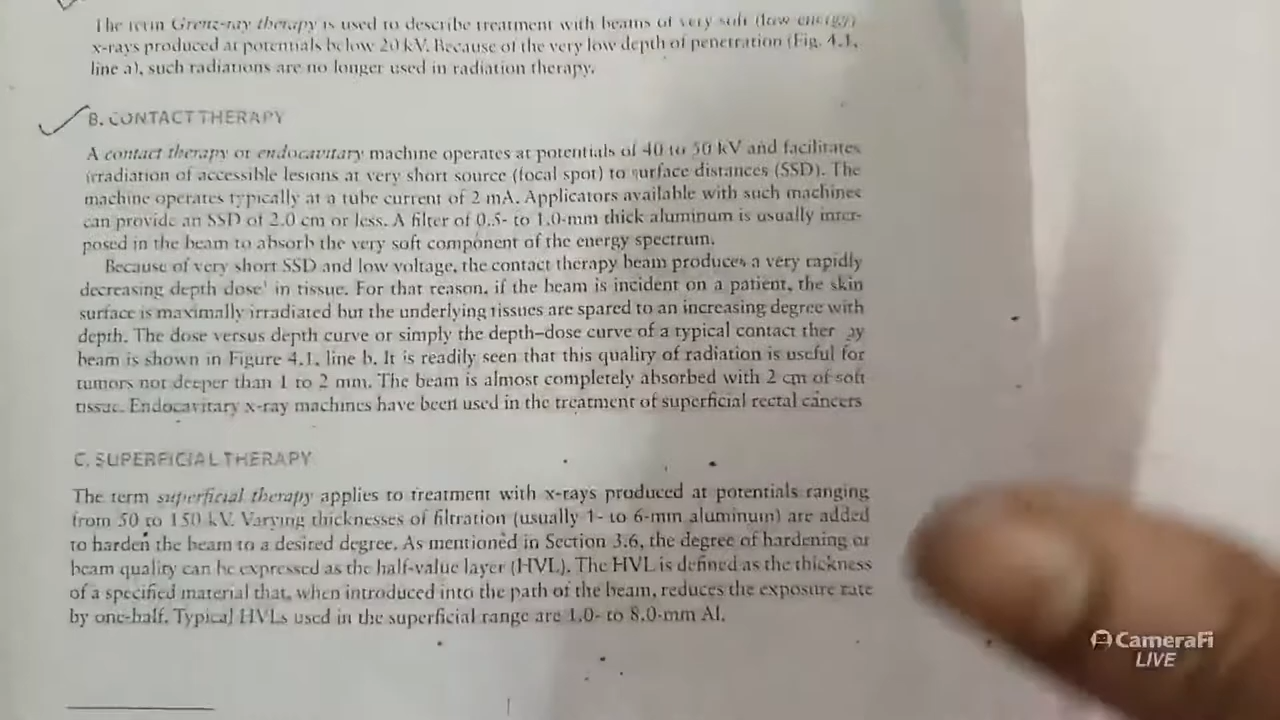 The term Grenz-ray therapy is used to describe treatment with beams of very soft (low energy)
x-rays produced at potentials below 20 kV. Because of the very low depth of penetration (Fig. 4.1,
line a), such radiations are no longer used in radiation therapy.
B. CONTACT THERAPY
A contact therapy or endocavitary machine operates at potentials of 40 to 50 kV and facilitates
irradiation of accessible lesions at very short source (focal spot) to surface distances (SSD). The
machine operates typically at a tube current of 2 mA. Applicators available with such machines
can provide an SSD of 2.0 cm or less. A filter of 0.5- to 1.0-mm thick aluminum is usually inter-
posed in the beam to absorb the very soft component of the energy spectrum.
Because of very short SSD and low voltage, the contact therapy beam produces a very rapidly
decreasing depth dose¹ in tissue. For that reason, if the beam is incident on a patient, the skin
surface is maximally irradiated but the underlying tissues are spared to an increasing degree with
depth. The dose versus depth curve or simply the depth–dose curve of a typical contact ther py
beam is shown in Figure 4.1, line b. It is readily seen that this quality of radiation is useful for
tumors not deeper than 1 to 2 mm. The beam is almost completely absorbed with 2 cm of soft
tissue. Endocavitary x-ray machines have been used in the treatment of superficial rectal cancers
C. SUPERFICIAL THERAPY
The term superficial therapy applies to treatment with x-rays produced at potentials ranging
from 50 to 150 kV. Varying thicknesses of filtration (usually 1- to 6-mm aluminum) are added
to harden the beam to a desired degree. As mentioned in Section 3.6, the degree of hardening or
beam quality can be expressed as the half-value layer (HVL). The HVL is defined as the thickness
of a specified material that, when introduced into the path of the beam, reduces the exposure rate
by one-half. Typical HVLs used in the superficial range are 1.0- to 8.0-mm Al.
CameraFi
LIVE